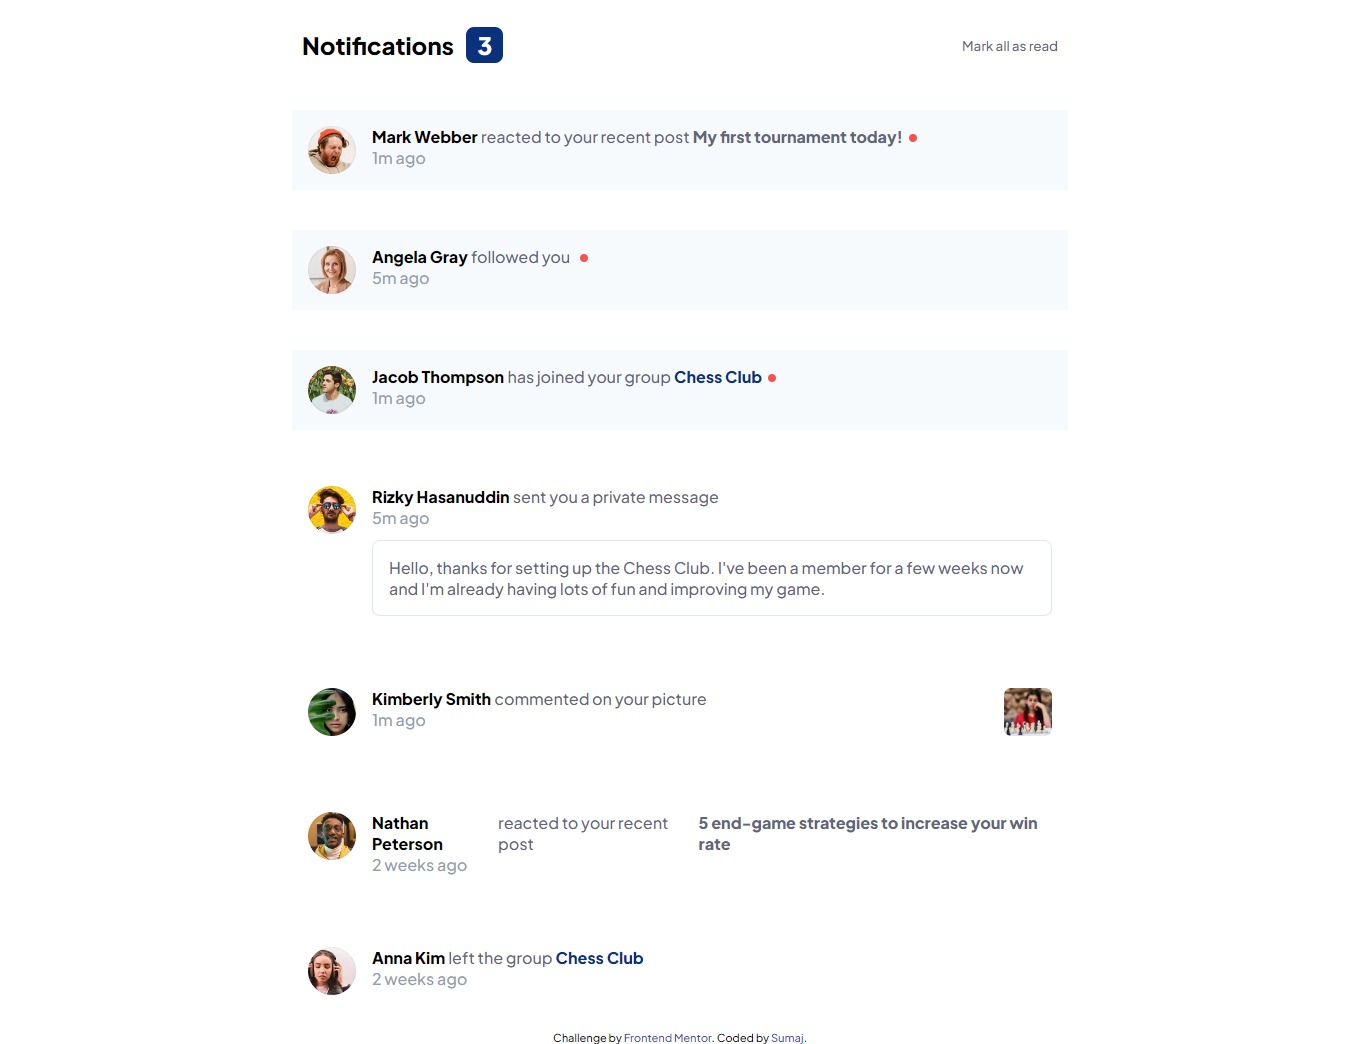 Notifications 3 Mark all as read
Mark Webber reacted to your recent post My first tournament today!
1m ago
Angela Gray followed you
5m ago
Jacob Thompson has joined your group Chess Club
1m ago
Rizky Hasanuddin sent you a private message
5m ago
Hello, thanks for setting up the Chess Club. I've been a member for a few weeks now
and I'm already having lots of fun and improving my game.
Kimberly Smith commented on your picture
1m ago
Nathan Peterson reacted to your recent post 5 end-game strategies to increase your win rate
2 weeks ago
Anna Kim left the group Chess Club
2 weeks ago
Challenge by Frontend Mentor. Coded by Sumaj.